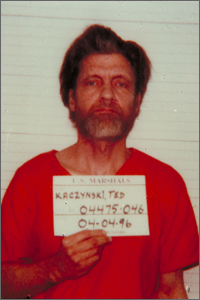 U.S. MARSHALS
KACZYNSKI, TED
04475-046
04-04-96